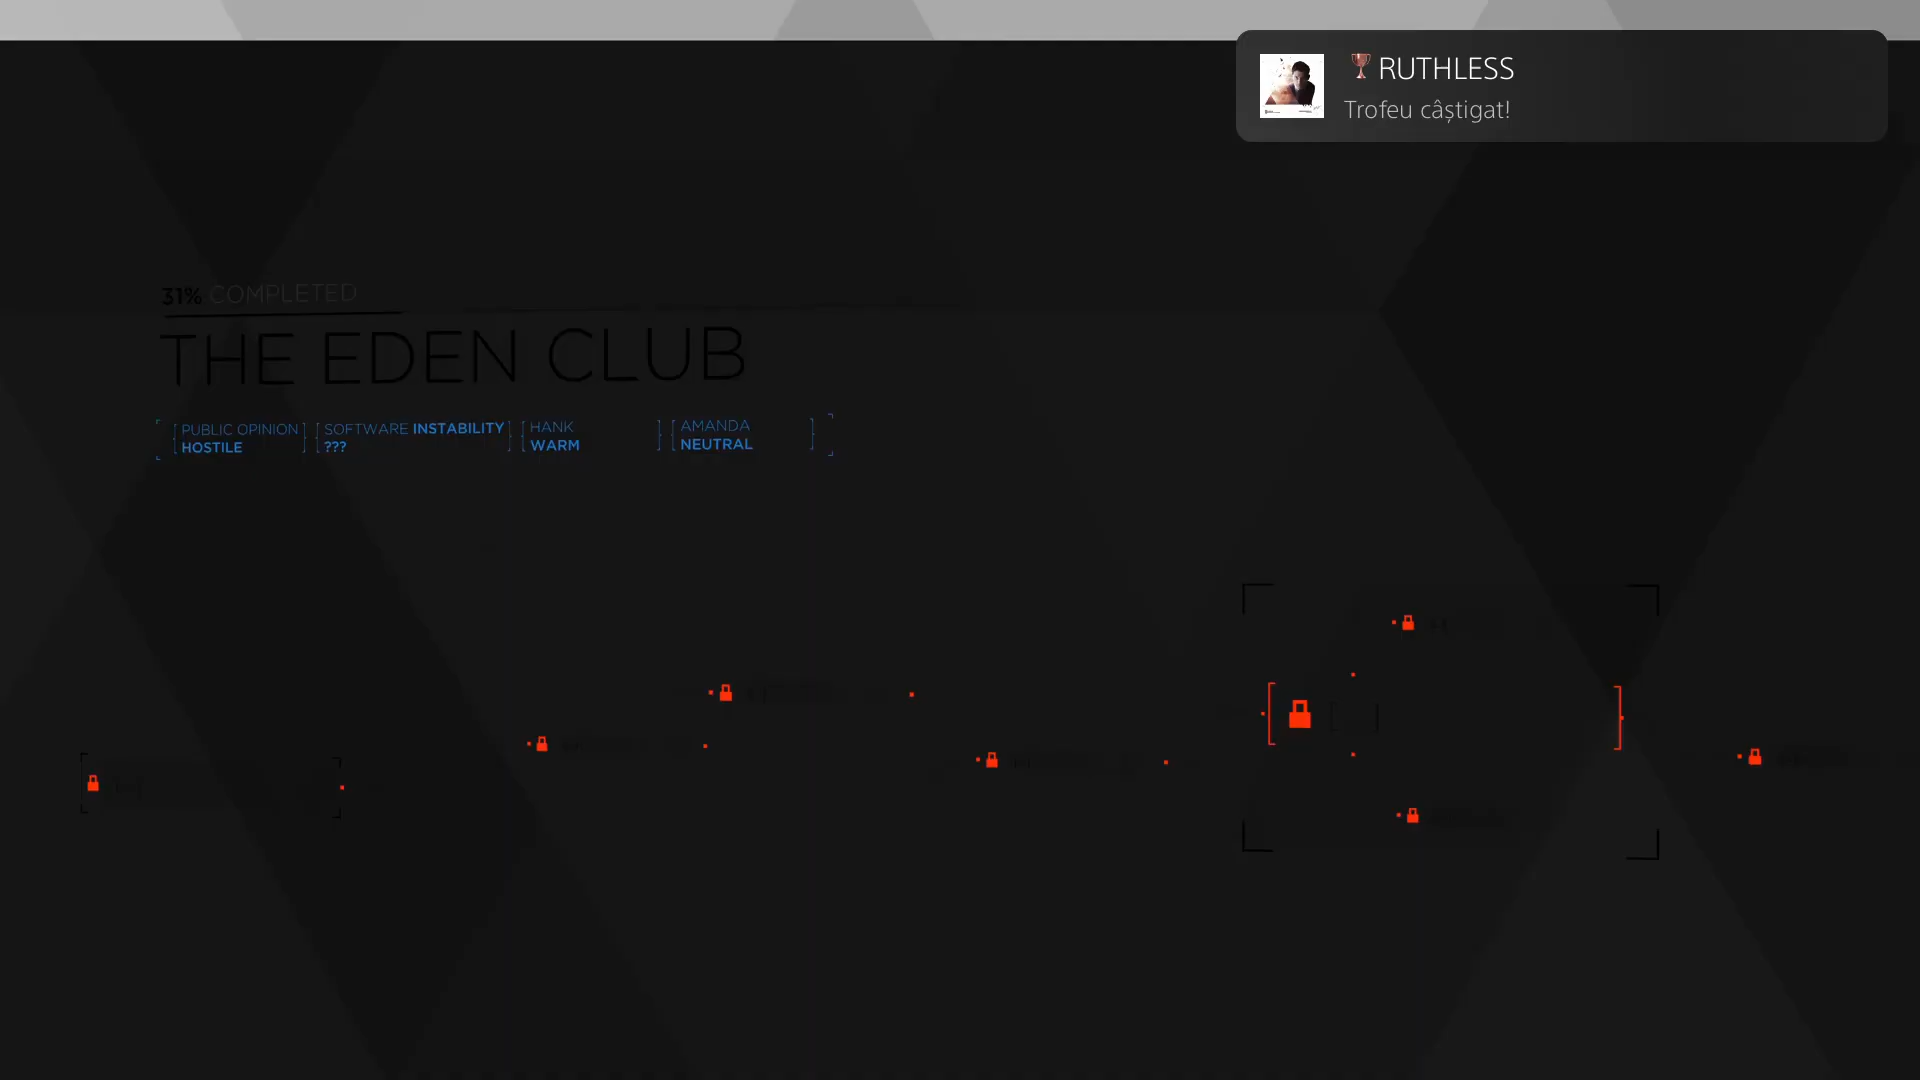 RUTHLESS
Trofeu câștigat!
31% COMPLETED
THE EDEN CLUB
PUBLIC OPINION
HOSTILE
SOFTWARE INSTABILITY
???
HANK
WARM
AMANDA
NEUTRAL